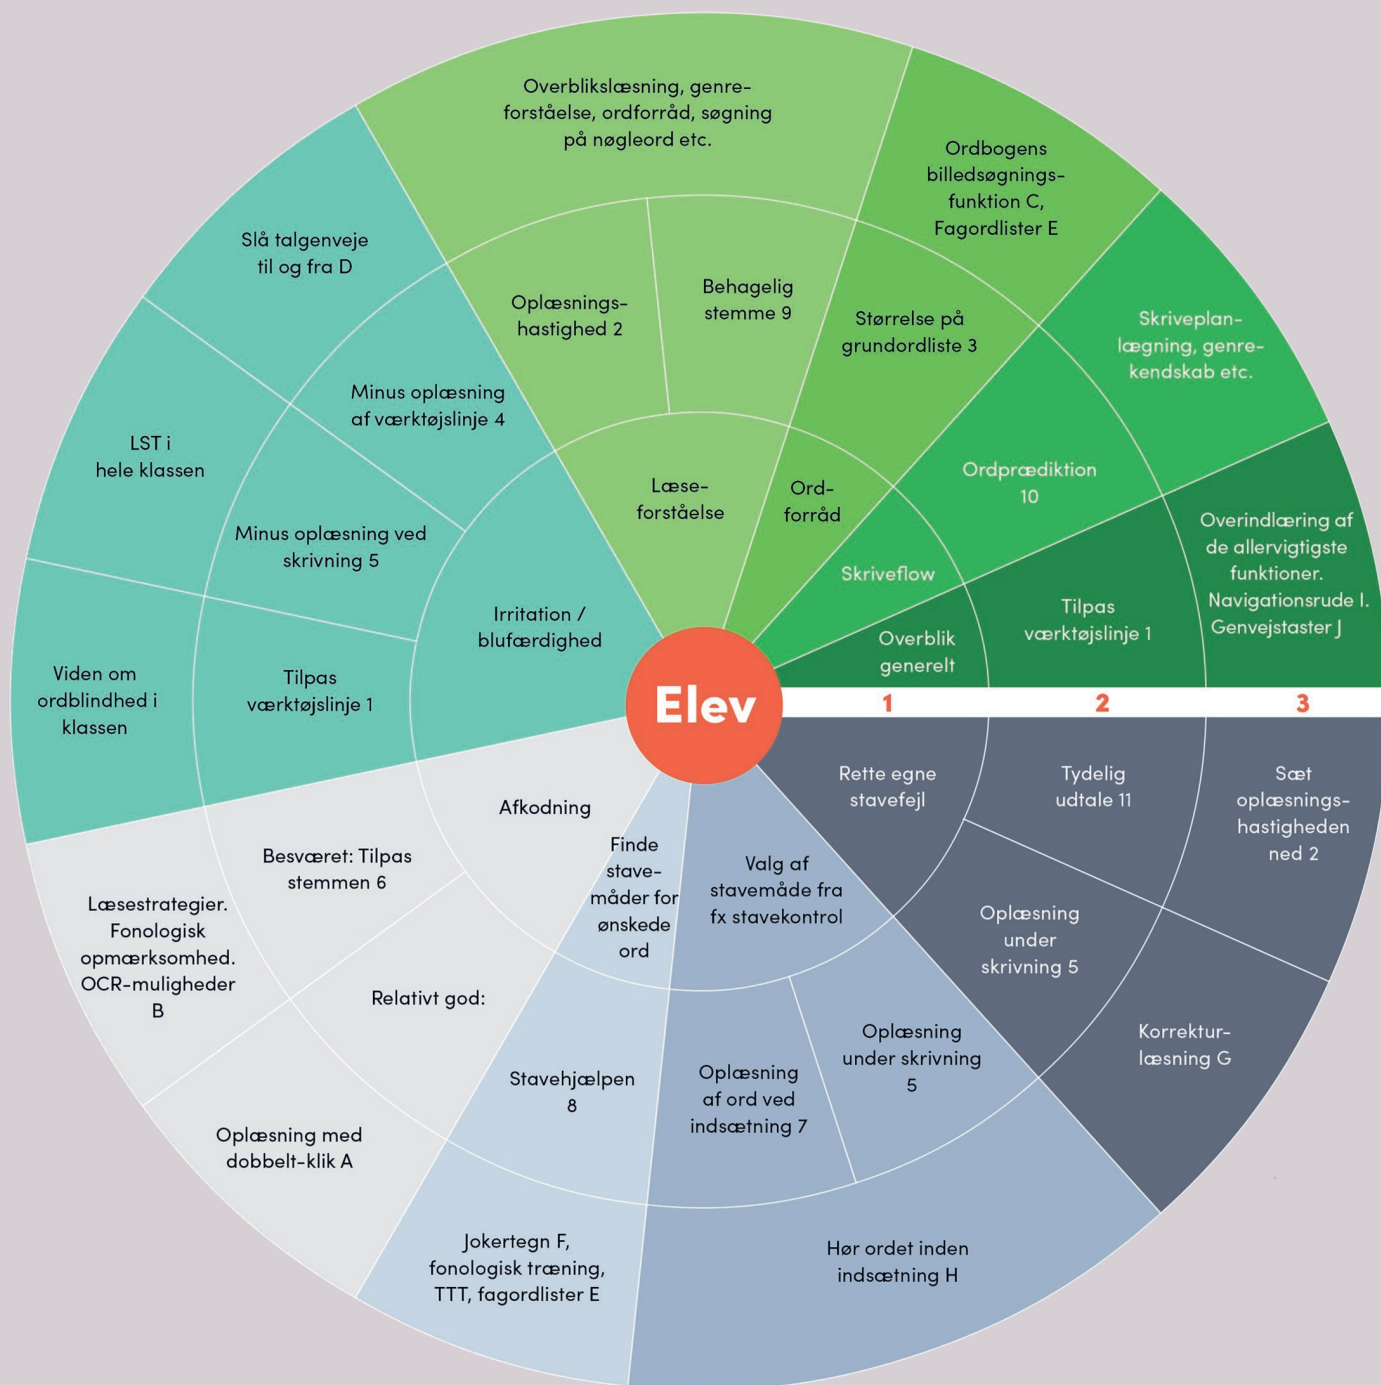 Overblikslæsning, genre-
forståelse, ordforråd, søgning
på nøgleord etc.
Ordbogens
billedsøgnings-
funktion C,
Fagordlister E
Skriveplan-
lægning, genre-
kendskab etc.
Overindlæring af
de allervigtigste
funktioner.
Navigationsrude I.
Genvejstaster J
Slå talgenveje
til og fra D
LST i
hele klassen
Viden om
ordblindhed i
klassen
Oplæsnings-
hastighed 2
Behagelig
stemme 9
Størrelse på
grundordliste 3
Ordprædiktion
10
Tilpas
værktøjslinje 1
Minus oplæsning
af værktøjslinje 4
Minus oplæsning ved
skrivning 5
Tilpas
værktøjslinje 1
Læse-
forståelse
Ord-
forråd
Skriveflow
Overblik
generelt
Irritation /
blufærdighed
Elev
1
2
3
Rette egne
stavefejl
Tydelig
udtale 11
Sæt
oplæsnings-
hastigheden
ned 2
Oplæsning
under
skrivning 5
Korrektur-
læsning G
Valg af
stavemåde fra
fx stavekontrol
Oplæsning
under skrivning
5
Oplæsning
af ord ved
indsætning 7
Hør ordet inden
indsætning H
Finde
stave-
måder for
ønskede
ord
Stavehjælpen
8
Jokertegn F,
fonologisk træning,
TTT, fagordlister E
Afkodning
Besværet: Tilpas
stemmen 6
Relativt god:
Læsestrategier.
Fonologisk
opmærksomhed.
OCR-muligheder
B
Oplæsning med
dobbelt-klik A